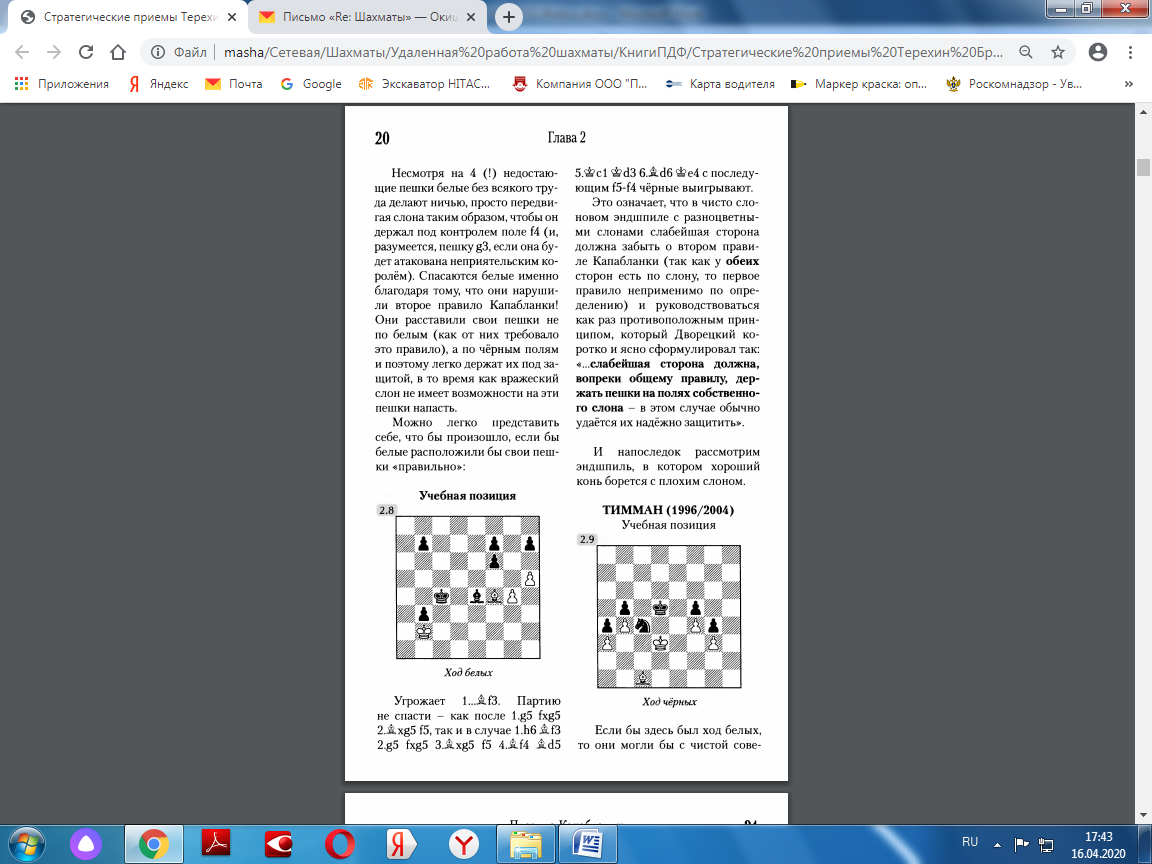 Стратегические приемы Терехи
Письмо «Re: Шахматы» — Окиш
Файл
masha/Сетевая/Шахматы/Удаленная%20работа%20шахматы/КнигиПДФ/Стратегические%20приемы%20Терехин%20Бр...
Приложения
Яндекс
Почта
Google
Экскаватор HITAC...
Компания ООО "П...
Карта водителя
Маркер краска: оп...
Роскомнадзор - Ув...
20
Глава 2
Несмотря на 4 (!) недостаю-
щие пешки белые без всякого тру-
да делают ничью, просто передви-
гая слона таким образом, чтобы он
держал под контролем поле f4 (и,
разумеется, пешку g3, если она бу-
дет атакована неприятельским ко-
ролём). Спасаются белые именно
благодаря тому, что они наруши-
ли второе правило Капабланки!
Они расставили свои пешки не
по белым (как от них требовало
это правило), а по чёрным полям
и поэтому легко держат их под за-
щитой, в то время как вражеский
слон не имеет возможности на эти
пешки напасть.
Можно легко представить
себе, что бы произошло, если бы
белые расположили бы свои пеш-
ки «правильно»:
Учебная позиция
2.8
Ход белых
Угрожает 1...♗f3. Партию
не спасти – как после 1.g5 fxg5
2.♗xg5 f5, так и в случае 1.h6 ♗f3
2.g5 fxg5 3.♗xg5 f5 4.♗f4 ♗d5
5.♔c1 ♔d3 6.♗d6 ♔e4 с последу-
ющим f5-f4 чёрные выигрывают.
Это означает, что в чисто сло-
новом эндшпиле с разноцветны-
ми слонами слабейшая сторона
должна забыть о втором прави-
ле Капабланки (так как у обеих
сторон есть по слону, то первое
правило неприменимо по опре-
делению) и руководствоваться
как раз противоположным прин-
ципом, который Дворецкий ко-
ротко и ясно сформулировал так:
«...слабейшая сторона должна,
вопреки общему правилу, дер-
жать пешки на полях собственно-
го слона – в этом случае обычно
удаётся их надёжно защитить».
И напоследок рассмотрим
эндшпиль, в котором хороший
конь борется с плохим слоном.
ТИММАН (1996/2004)
Учебная позиция
2.9
Ход чёрных
Если бы здесь был ход белых,
то они могли бы с чистой сове-
RU
17:43
16.04.2020